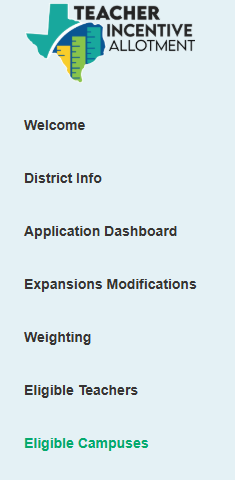 TEACHER
INCENTIVE
ALLOTMENT
Welcome
District Info
Application Dashboard
Expansions Modifications
Weighting
Eligible Teachers
Eligible Campuses